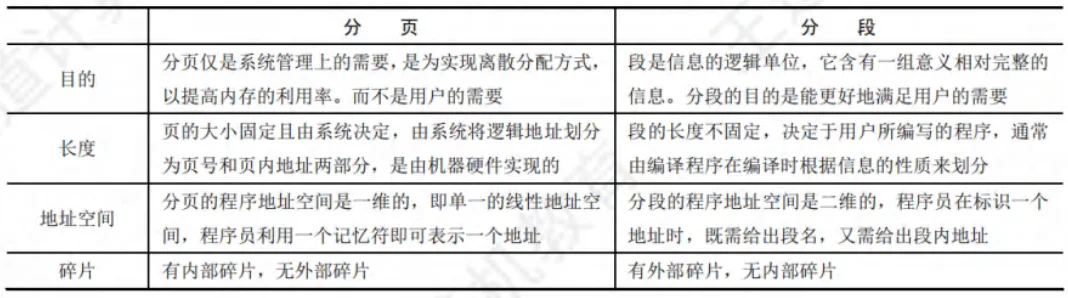 分 页 分 段
目的
分页仅是系统管理上的需要，是为实现离散分配方式，
以提高内存的利用率。而不是用户的需要
段是信息的逻辑单位，它含有一组意义相对完整的
信息。分段的目的是能更好地满足用户的需要
长度
页的大小固定且由系统决定，由系统将逻辑地址划分
为页号和页内地址两部分，是由机器硬件实现的
段的长度不固定，决定于用户所编写的程序，通常
由编译程序在编译时根据信息的性质来划分
地址空间
分页的程序地址空间是一维的，即单一的线性地址空
间，程序员利用一个记忆符即可表示一个地址
分段的程序地址空间是二维的，程序员在标识一个
地址时，既需给出段名，又需给出段内地址
碎片
有内部碎片，无外部碎片
有外部碎片，无内部碎片